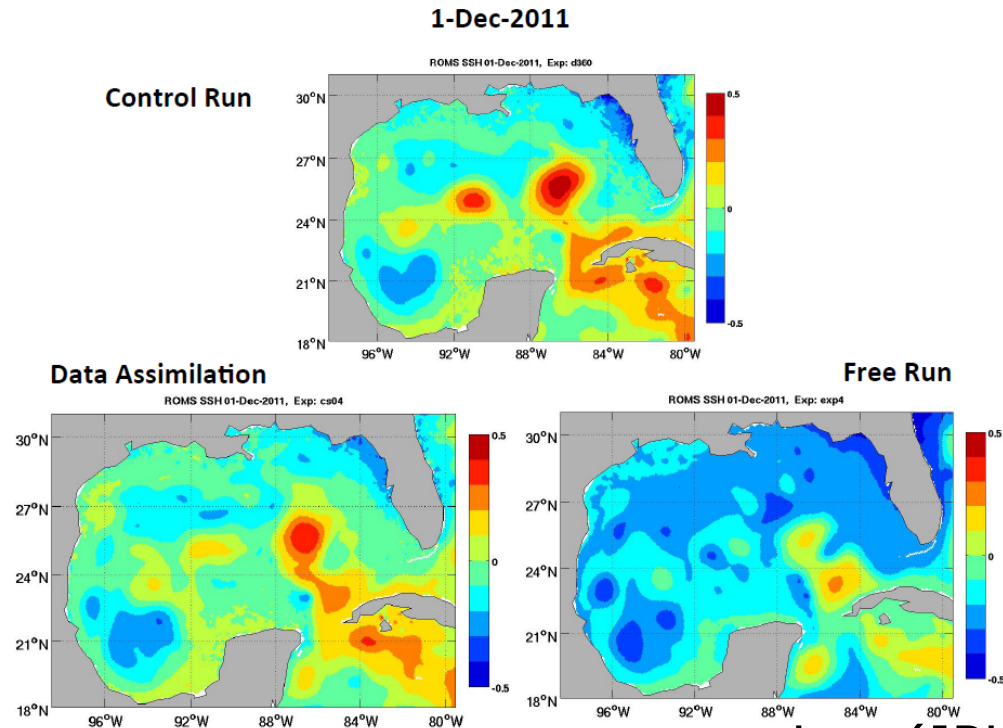 1-Dec-2011
ROMS SSH 01-Dec-2011, Exp: d360
Control Run
30°N
27°N
24°N
21°N
18°N
96°W 92°W 88°W 84°W 80°W
0.5
0
-0.5
Data Assimilation
ROMS SSH 01-Dec-2011, Exp: cs04
30°N
27°N
24°N
21°N
18°N
96°W 92°W 88°W 84°W 80°W
0.5
0
-0.5
Free Run
ROMS SSH 01-Dec-2011, Exp: exp4
30°N
27°N
24°N
21°N
18°N
96°W 92°W 88°W 84°W 80°W
0.5
0
-0.5